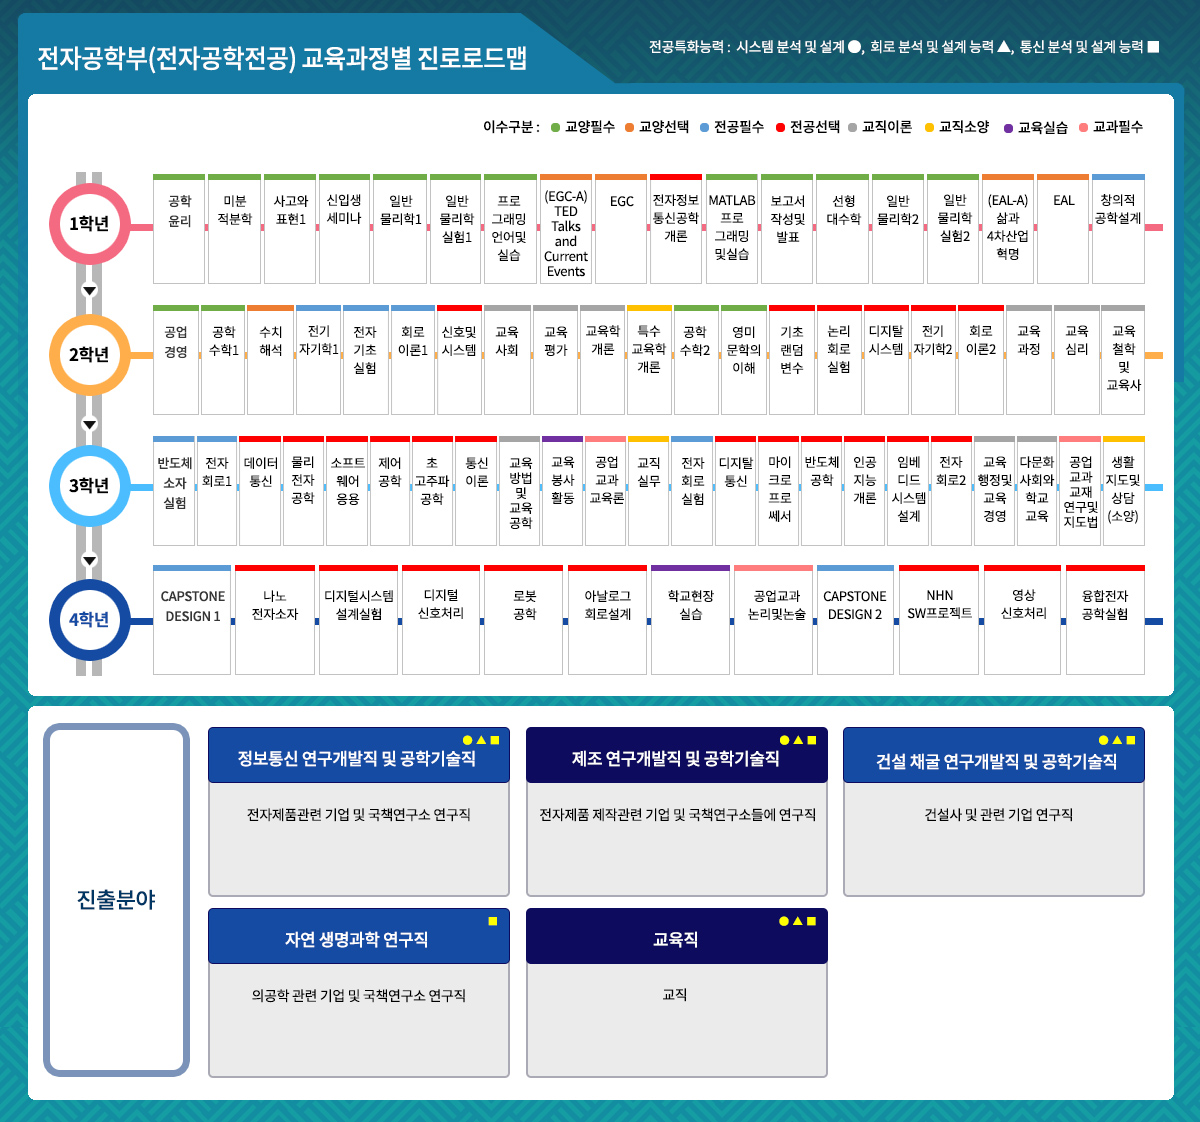 전자공학부(전자공학전공) 교육과정별 진로로드맵
전공특화능력 : 시스템 분석 및 설계 ●, 회로 분석 및 설계 능력 ▲, 통신 분석 및 설계 능력 ■
이수구분 : ● 교양필수 ● 교양선택 ● 전공필수 ● 전공선택 ● 교직이론 ● 교직소양 ● 교육실습 ● 교과필수
1학년
공학
윤리
미분
적분학
사고와
표현1
신입생
세미나
일반
물리학1
일반
물리학
실험1
프로
그래밍
언어및
실습
(EGC-A)
TED
Talks
and
Current
Events
EGC
전자정보
통신공학
개론
MATLAB
프로
그래밍
및실습
보고서
작성및
발표
선형
대수학
일반
물리학2
일반
물리학
실험2
(EAL-A)
삶과
4차산업
혁명
EAL
창의적
공학설계
2학년
공업
경영
공학
수학1
수치
해석
전기
자기학1
전자
기초
실험
회로
이론1
신호및
시스템
교육
사회
교육
평가
교육학
개론
특수
교육학
개론
공학
수학2
영미
문학의
이해
기초
랜덤
변수
논리
회로
실험
디지탈
시스템
전기
자기학2
회로
이론2
교육
과정
교육
심리
교육
철학
및
교육사
3학년
반도체
소자
실험
전자
회로1
데이터
통신
물리
전자
공학
소프트
웨어
응용
제어
공학
초
고주파
공학
통신
이론
교육
방법
및
교육
공학
교육
봉사
활동
공업
교과
교육론
교직
실무
전자
회로
실험
디지탈
통신
마이
크로
프로
쎄서
반도체
공학
인공
지능
개론
임베
디드
시스템
설계
전자
회로2
교육
행정및
교육
경영
다문화
사회와
학교
교육
공업
교과
교재
연구및
지도법
생활
지도및
상담
(소양)
4학년
CAPSTONE
DESIGN 1
나노
전자소자
디지털시스템
설계실험
디지털
신호처리
로봇
공학
아날로그
회로설계
학교현장
실습
공업교과
논리및논술
CAPSTONE
DESIGN 2
NHN
SW프로젝트
영상
신호처리
융합전자
공학실험
진출분야
●▲■
정보통신 연구개발직 및 공학기술직
전자제품관련 기업 및 국책연구소 연구직
●▲■
제조 연구개발직 및 공학기술직
전자제품 제작관련 기업 및 국책연구소들에 연구직
●▲■
건설 채굴 연구개발직 및 공학기술직
건설사 및 관련 기업 연구직
■
자연 생명과학 연구직
의공학 관련 기업 및 국책연구소 연구직
●▲■
교육직
교직